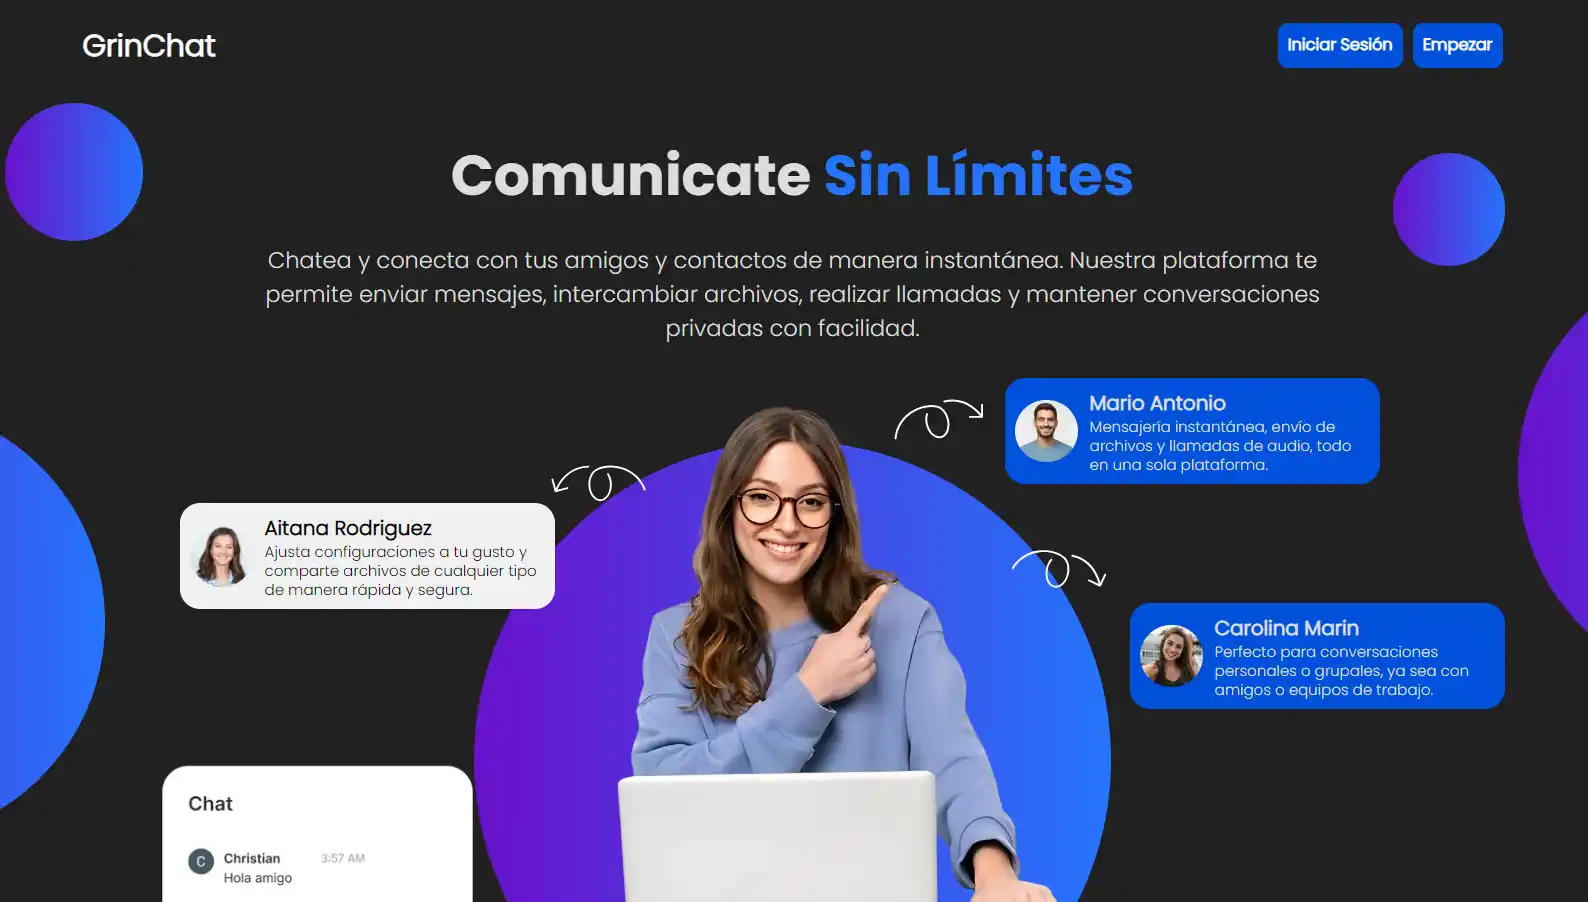 GrinChat
Iniciar Sesión
Empezar
Comunicate Sin Límites
Chatea y conecta con tus amigos y contactos de manera instantánea. Nuestra plataforma te
permite enviar mensajes, intercambiar archivos, realizar llamadas y mantener conversaciones
privadas con facilidad.
Mario Antonio
Mensajería instantánea, envío de
archivos y llamadas de audio, todo
en una sola plataforma.
Aitana Rodriguez
Ajusta configuraciones a tu gusto y
comparte archivos de cualquier tipo
de manera rápida y segura.
Carolina Marin
Perfecto para conversaciones
personales o grupales, ya sea con
amigos o equipos de trabajo.
Chat
C
Christian 3:57 AM
Hola amigo